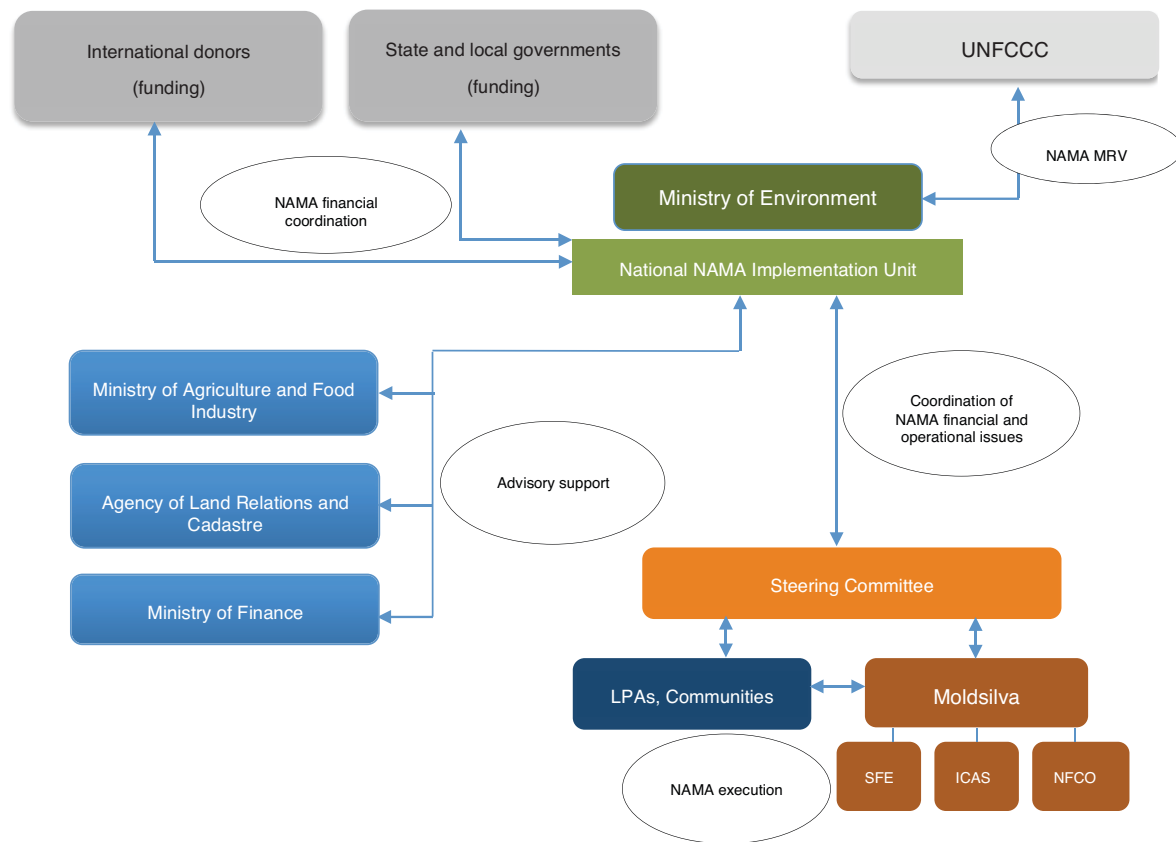 International donors
(funding)
State and local governments
(funding)
UNFCCC
NAMA MRV
NAMA financial
coordination
Ministry of Environment
National NAMA Implementation Unit
Ministry of Agriculture and Food
Industry
Coordination of
NAMA financial and
operational issues
Agency of Land Relations and
Cadastre
Advisory support
Ministry of Finance
Steering Committee
LPAs, Communities
Moldsilva
NAMA execution
SFE
ICAS
NFCO